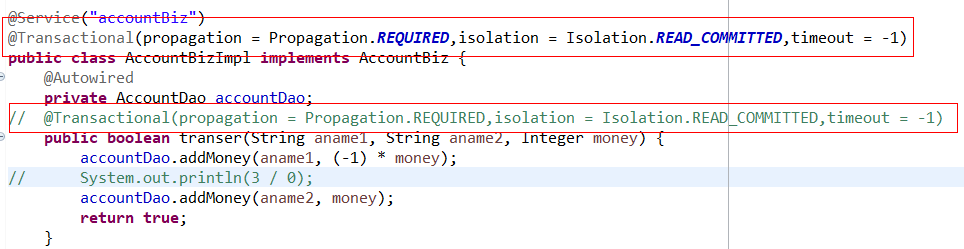 @Service("accountBiz")
@Transactional(propagation = Propagation.REQUIRED,isolation = Isolation.READ_COMMITTED,timeout = -1)
public class AccountBizImpl implements AccountBiz {
    @Autowired
    private AccountDao accountDao;
//  @Transactional(propagation = Propagation.REQUIRED,isolation = Isolation.READ_COMMITTED,timeout = -1)
    public boolean transer(String aname1, String aname2, Integer money) {
        accountDao.addMoney(aname1, (-1) * money);
//      System.out.println(3 / 0);
        accountDao.addMoney(aname2, money);
        return true;
    }